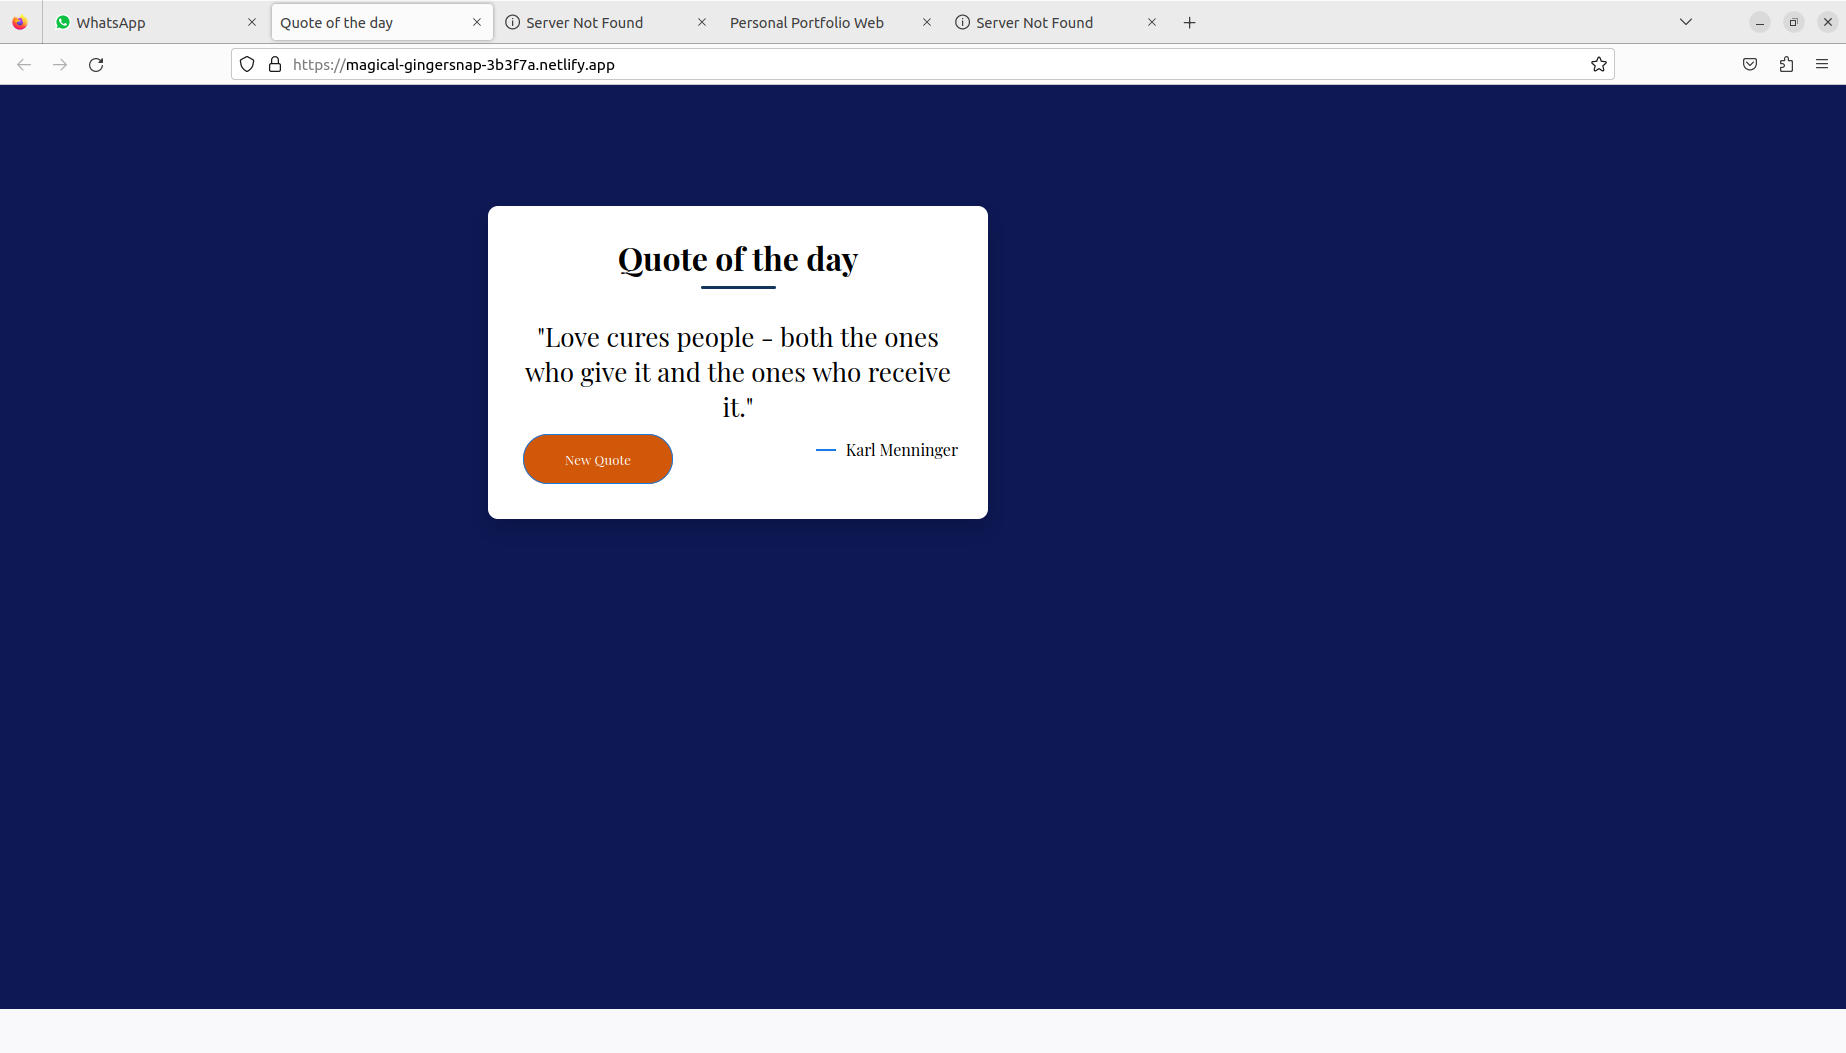 WhatsApp
Quote of the day
Server Not Found
Personal Portfolio Web
Server Not Found
https://magical-gingersnap-3b3f7a.netlify.app
Quote of the day
"Love cures people - both the ones
who give it and the ones who receive
it."
New Quote
Karl Menninger